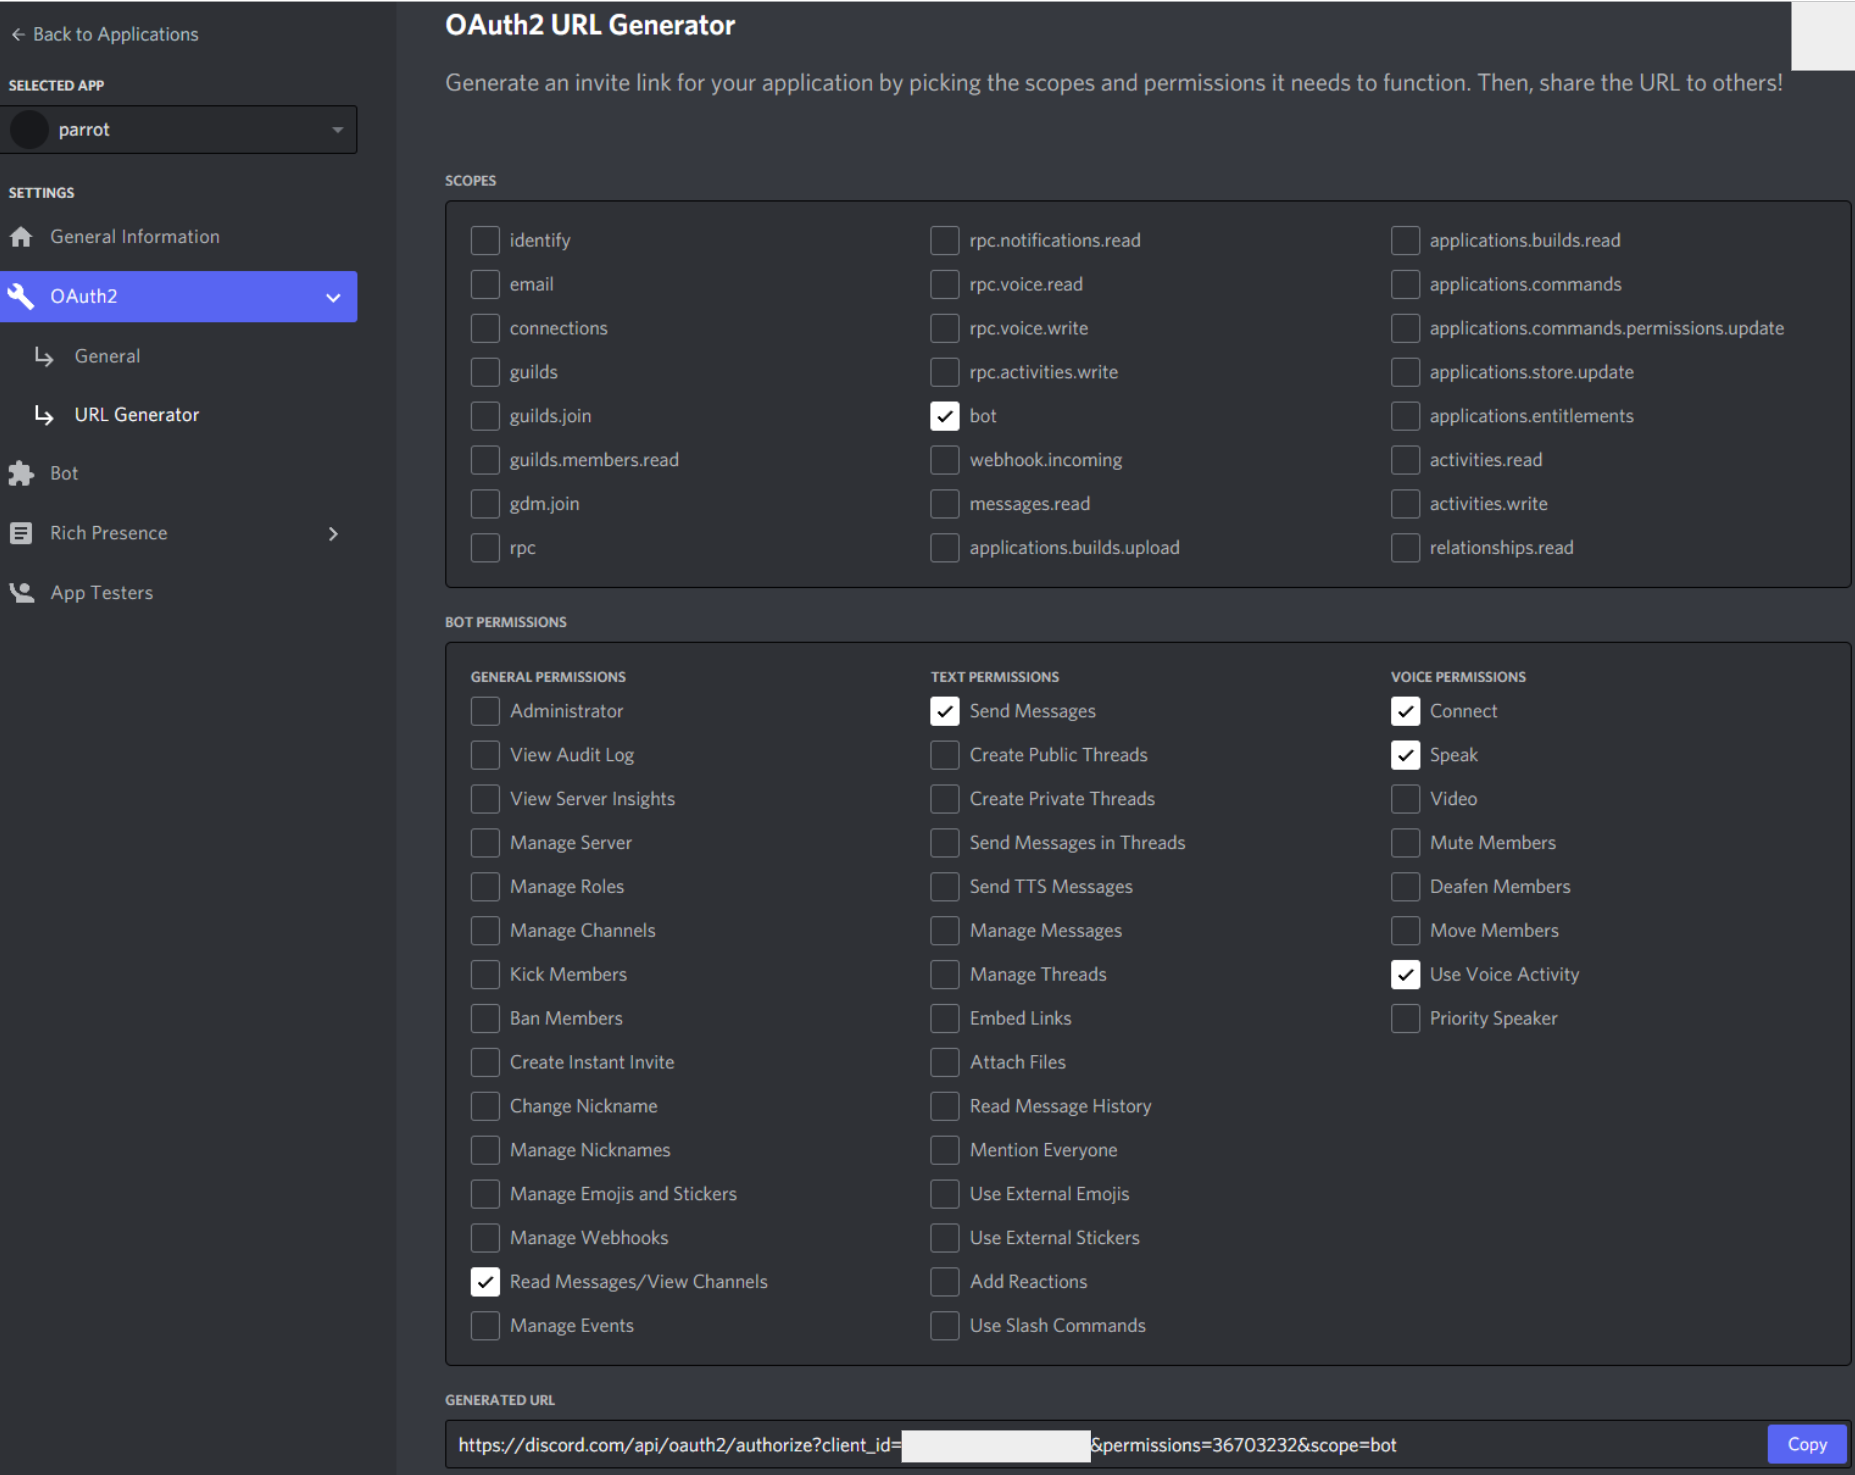 Back to Applications
SELECTED APP
parrot
SETTINGS
General Information
OAuth2
General
URL Generator
Bot
Rich Presence
App Testers
OAuth2 URL Generator
Generate an invite link for your application by picking the scopes and permissions it needs to function. Then, share the URL to others!
SCOPES
identify
email
connections
guilds
guilds.join
guilds.members.read
gdm.join
rpc
rpc.notifications.read
rpc.voice.read
rpc.voice.write
rpc.activities.write
bot
webhook.incoming
messages.read
applications.builds.upload
applications.builds.read
applications.commands
applications.commands.permissions.update
applications.store.update
applications.entitlements
activities.read
activities.write
relationships.read
BOT PERMISSIONS
GENERAL PERMISSIONS
Administrator
View Audit Log
View Server Insights
Manage Server
Manage Roles
Manage Channels
Kick Members
Ban Members
Create Instant Invite
Change Nickname
Manage Nicknames
Manage Emojis and Stickers
Manage Webhooks
Read Messages/View Channels
Manage Events
TEXT PERMISSIONS
Send Messages
Create Public Threads
Create Private Threads
Send Messages in Threads
Send TTS Messages
Manage Messages
Manage Threads
Embed Links
Attach Files
Read Message History
Mention Everyone
Use External Emojis
Use External Stickers
Add Reactions
Use Slash Commands
VOICE PERMISSIONS
Connect
Speak
Video
Mute Members
Deafen Members
Move Members
Use Voice Activity
Priority Speaker
GENERATED URL
https://discord.com/api/oauth2/authorize?client_id= &permissions=36703232&scope=bot
Copy